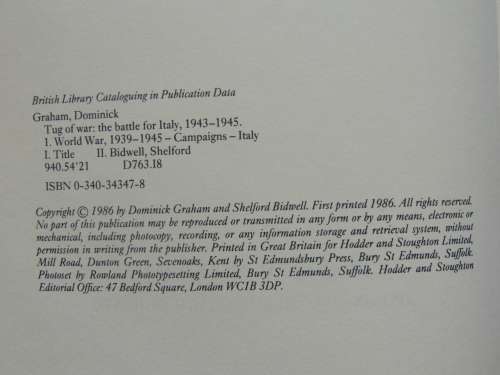 British Library Cataloguing in Publication Data
Graham, Dominick
Tug of war: the battle for Italy, 1943–1945.
1. World War, 1939–1945 – Campaigns – Italy
I. Title II. Bidwell, Shelford
940.54'21 D763.I8
ISBN 0-340-34347-8
Copyright © 1986 by Dominick Graham and Shelford Bidwell. First printed 1986. All rights reserved.
No part of this publication may be reproduced or transmitted in any form or by any means, electronic or
mechanical, including photocopy, recording, or any information storage and retrieval system, without
permission in writing from the publisher. Printed in Great Britain for Hodder and Stoughton Limited,
Mill Road, Dunton Green, Sevenoaks, Kent by St Edmundsbury Press, Bury St Edmunds, Suffolk.
Photoset by Rowland Phototypesetting Limited, Bury St Edmunds, Suffolk. Hodder and Stoughton
Editorial Office: 47 Bedford Square, London WC1B 3DP.